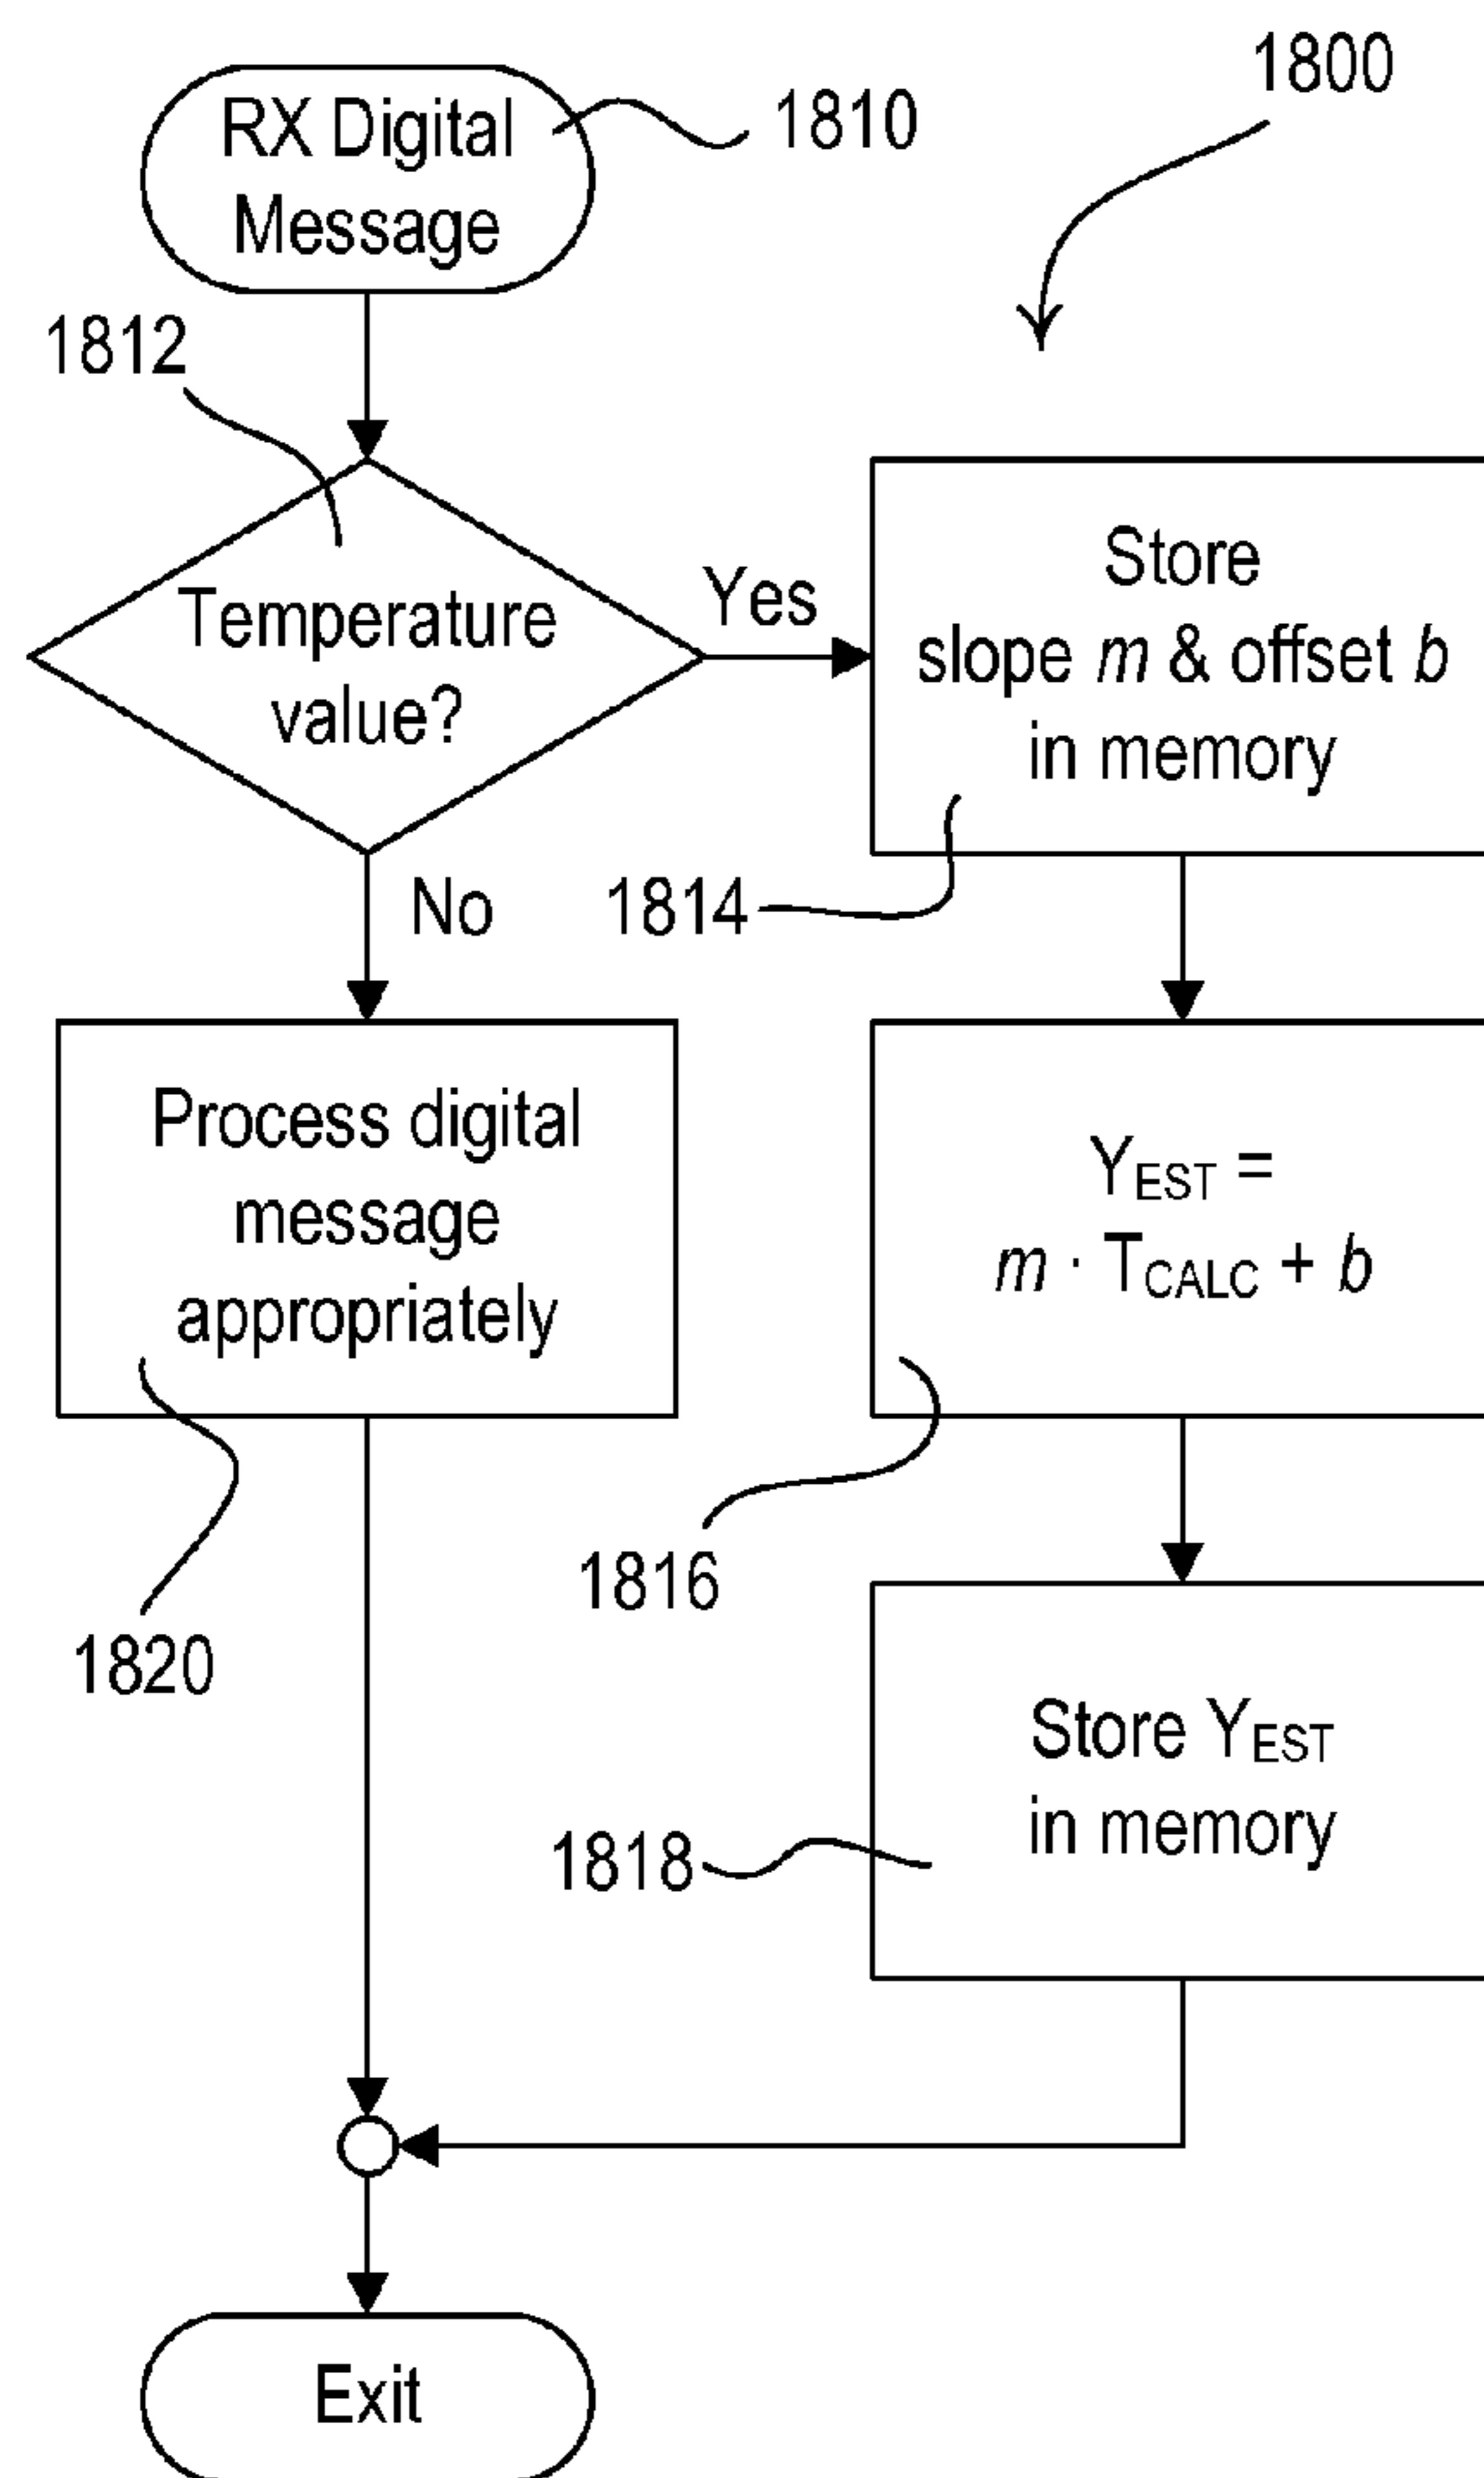 1800
RX Digital
Message
1810
1812
Temperature
value?
Yes
No
Store
slope m & offset b
in memory
1814
Process digital
message
appropriately
1820
YEST =
m · TCALC + b
1816
Store YEST
in memory
1818
Exit